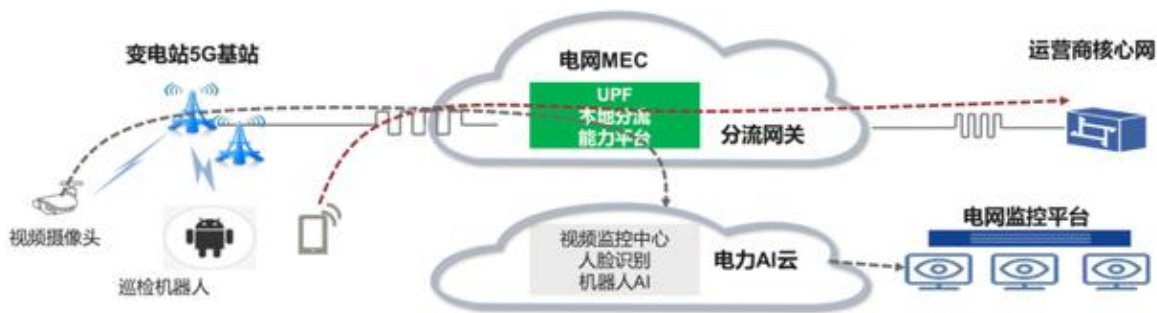 变电站5G基站
电网MEC
运营商核心网
UPF
本地分流
能力平台
分流网关
视频摄像头
巡检机器人
视频监控中心
人脸识别
机器人AI
电力AI云
电网监控平台